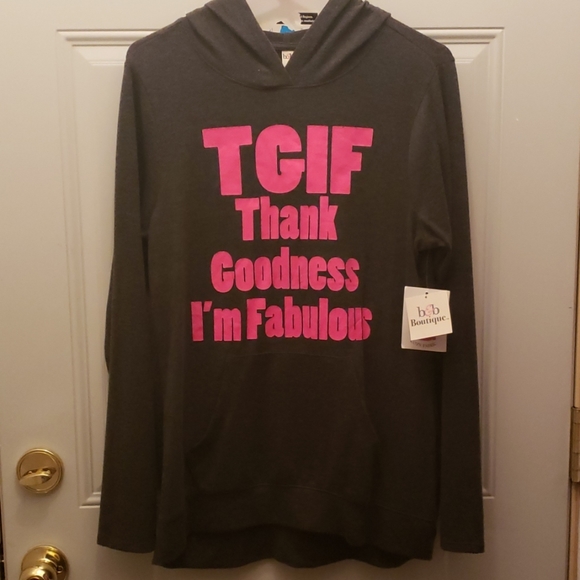 TGIF
Thank
Goodness
I'm Fabulous
b&b
Boutique.